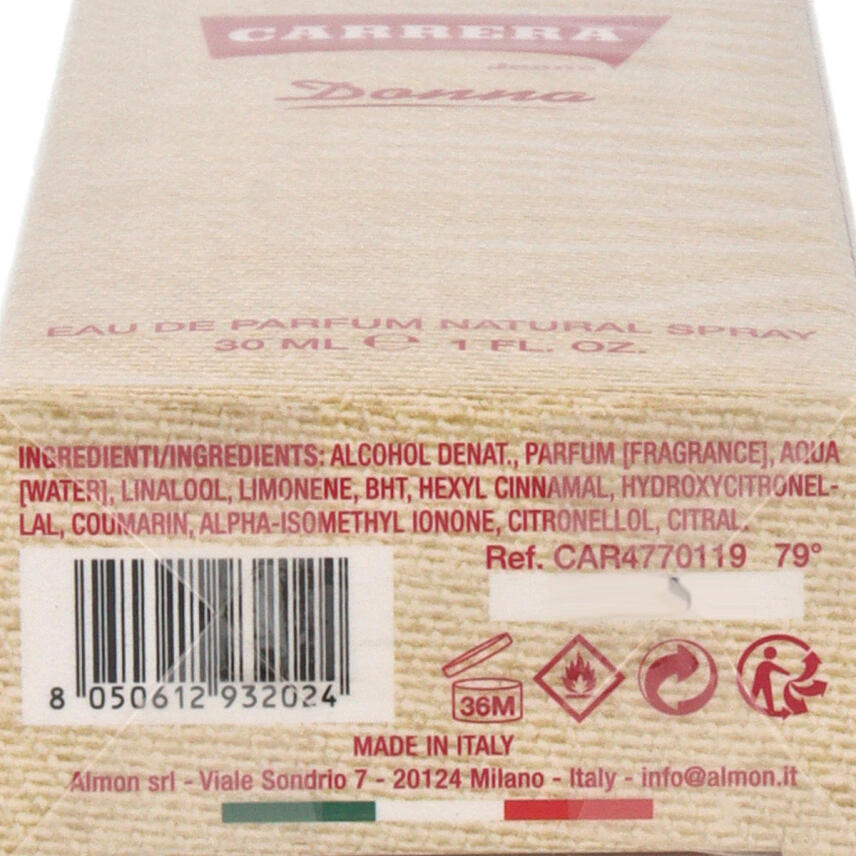 CARRERA
Jeans
Donna
EAU DE PARFUM NATURAL SPRAY
30 ML ℮ 1 FL. OZ.
INGREDIENTI/INGREDIENTS: ALCOHOL DENAT., PARFUM [FRAGRANCE], AQUA
[WATER], LINALOOL, LIMONENE, BHT, HEXYL CINNAMAL, HYDROXYCITRONEL-
LAL, COUMARIN, ALPHA-ISOMETHYL IONONE, CITRONELLOL, CITRAL.
Ref. CAR4770119 79°
8 050612 932024
36M
MADE IN ITALY
Almon srl - Viale Sondrio 7 - 20124 Milano - Italy - info@almon.it